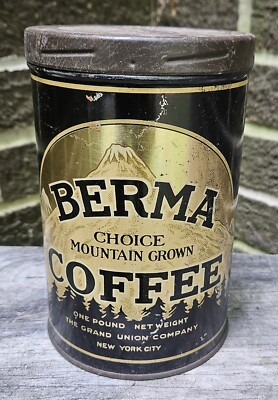 BERMA
CHOICE
MOUNTAIN GROWN
COFFEE
ONE POUND NET WEIGHT
THE GRAND UNION COMPANY
NEW YORK CITY